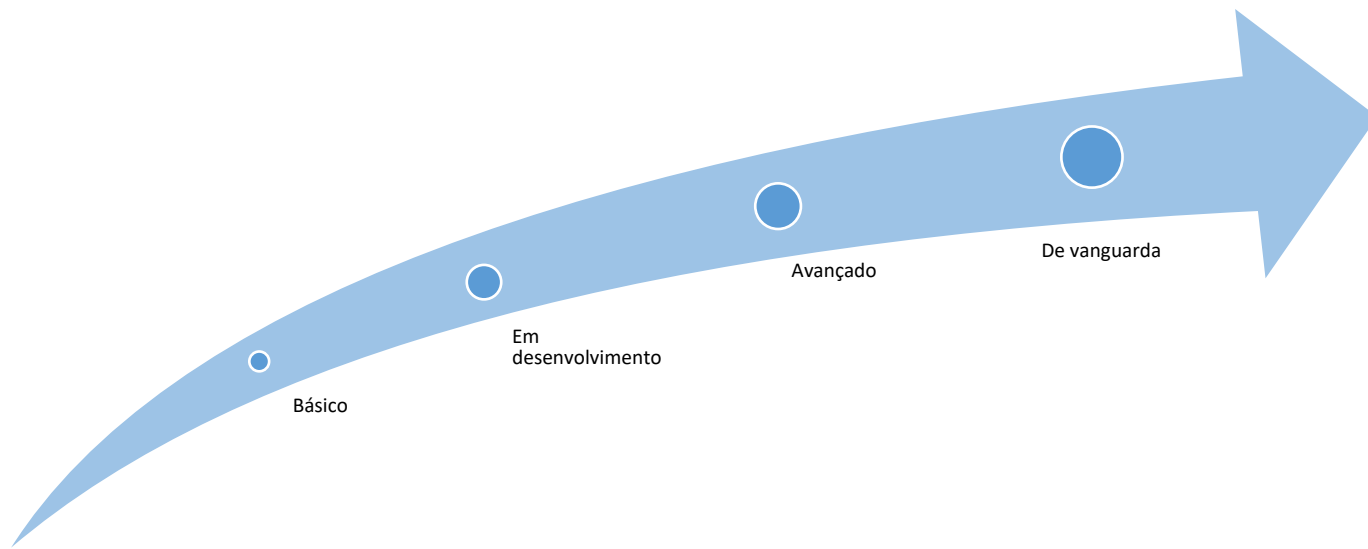 Básico
Em
desenvolvimento
Avançado
De vanguarda